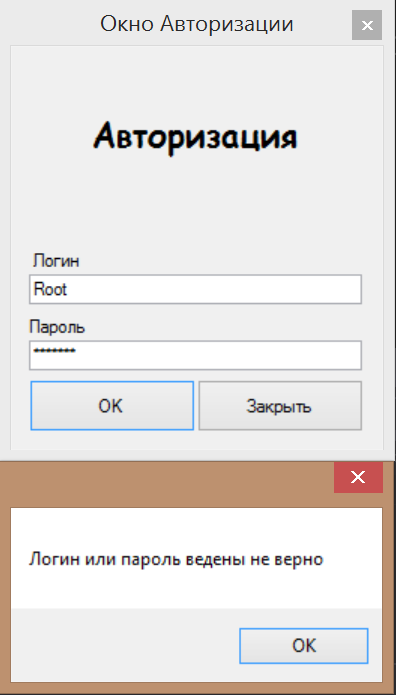 Окно Авторизации
Авторизация
Логин
Root
Пароль
*******
OK
Закрыть
Логин или пароль ведены не верно
OK